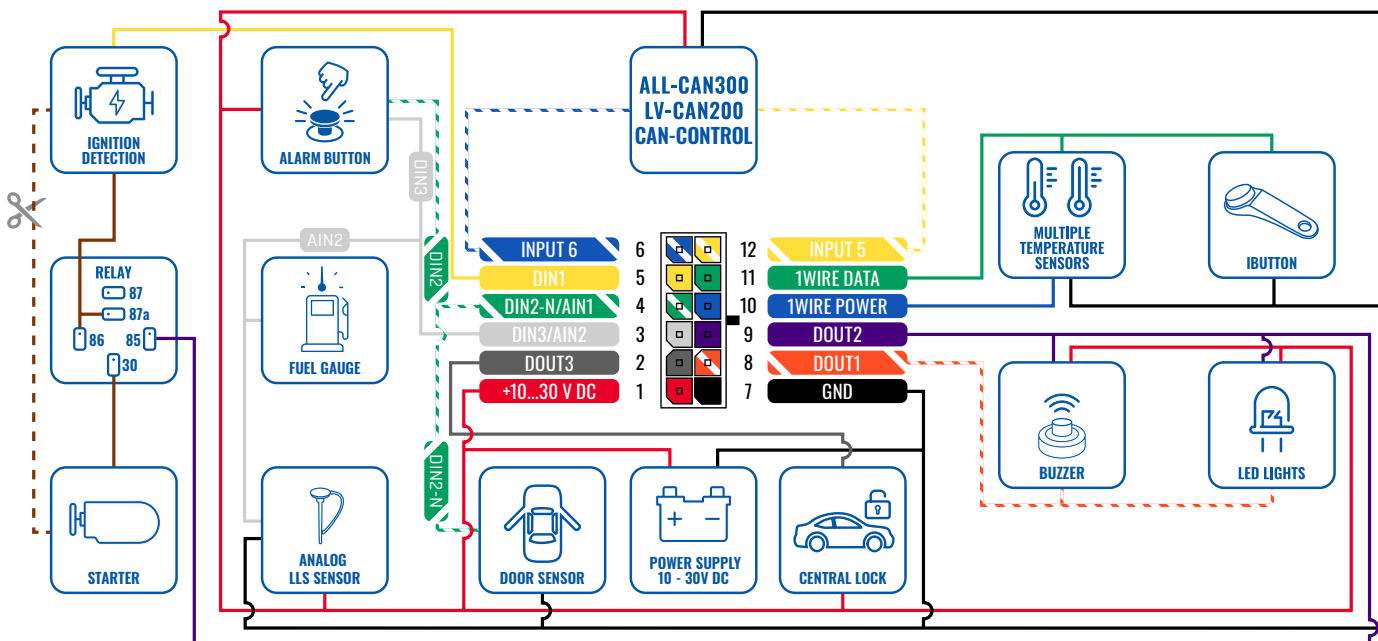 IGNITION
DETECTION
ALARM BUTTON
ALL-CAN300
LV-CAN200
CAN-CONTROL
MULTIPLE
TEMPERATURE
SENSORS
IBUTTON
DIN3
AIN2
DIN2
DIN2-N
RELAY
87
87a
86
85
30
FUEL GAUGE
INPUT 6
6
12
INPUT 5
DIN1
5
11
1WIRE DATA
DIN2-N/AIN1
4
10
1WIRE POWER
DIN3/AIN2
3
9
DOUT2
DOUT3
2
8
DOUT1
+10...30 V DC
1
7
GND
BUZZER
LED LIGHTS
STARTER
ANALOG
LLS SENSOR
DOOR SENSOR
POWER SUPPLY
10 - 30V DC
CENTRAL LOCK